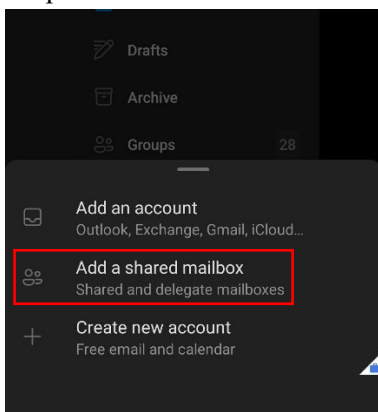 Drafts
Archive
Groups 28
Add an account
Outlook, Exchange, Gmail, iCloud...
Add a shared mailbox
Shared and delegate mailboxes
Create new account
Free email and calendar